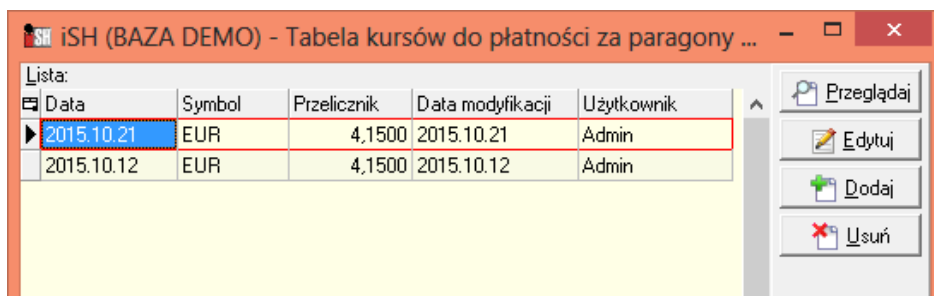 iSH (BAZA DEMO) - Tabela kursów do płatności za paragony ...
Lista:
Data Symbol Przelicznik Data modyfikacji Użytkownik
2015.10.21 EUR 4,1500 2015.10.21 Admin
2015.10.12 EUR 4,1500 2015.10.12 Admin
Przeglądaj
Edytuj
Dodaj
Usuń